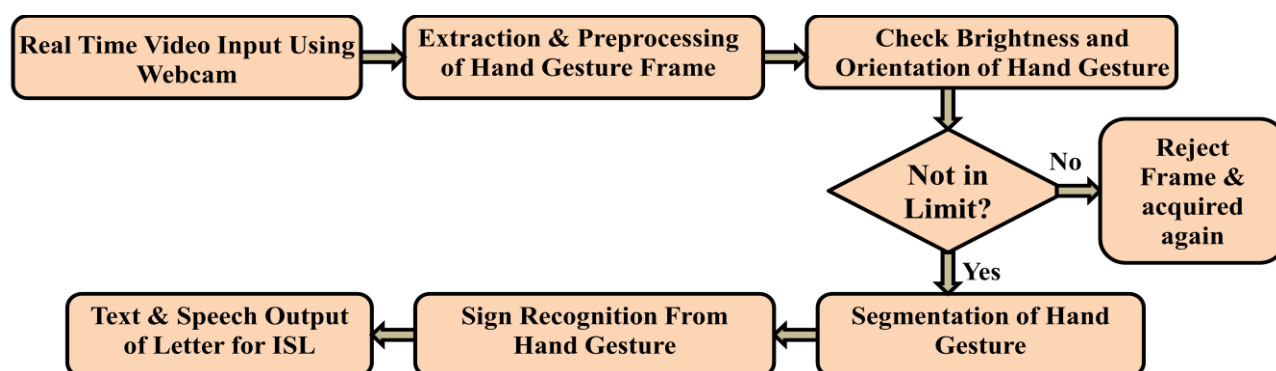 Real Time Video Input Using
Webcam
Extraction & Preprocessing
of Hand Gesture Frame
Check Brightness and
Orientation of Hand Gesture
Not in
Limit?
No
Reject
Frame &
acquired
again
Yes
Segmentation of Hand
Gesture
Sign Recognition From
Hand Gesture
Text & Speech Output
of Letter for ISL